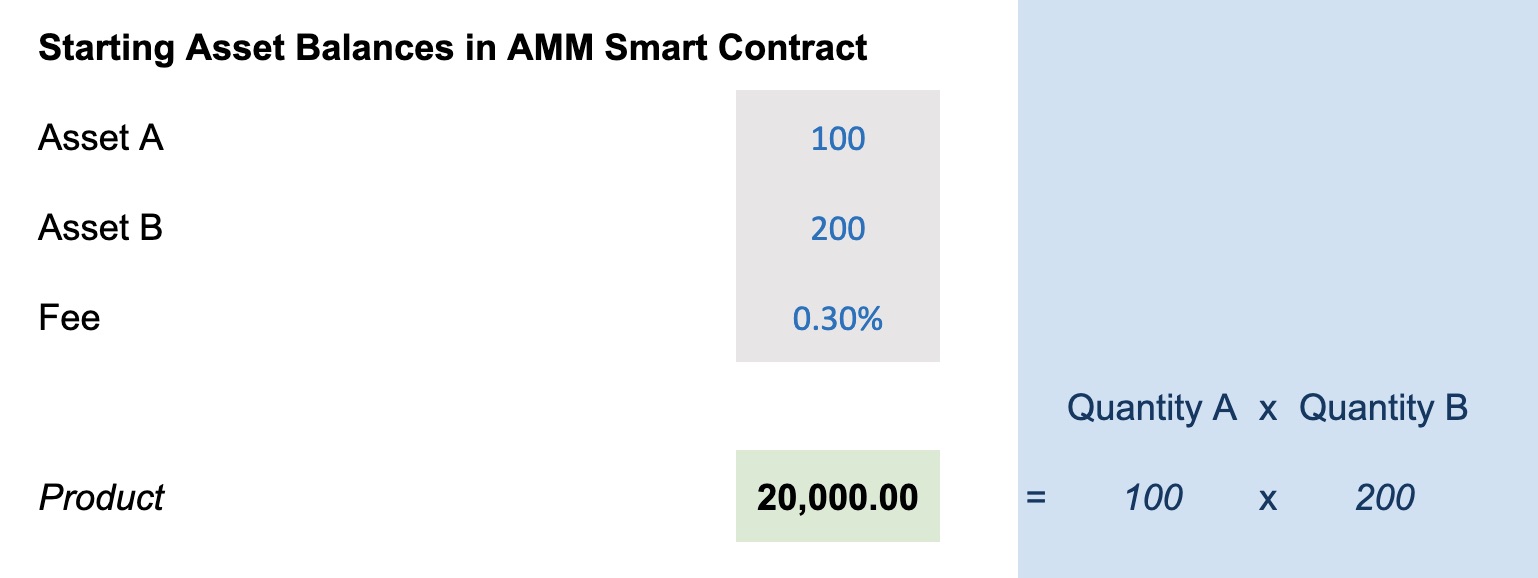 Starting Asset Balances in AMM Smart Contract
Asset A 100
Asset B 200
Fee 0.30%
Quantity A x Quantity B
Product 20,000.00 = 100 x 200